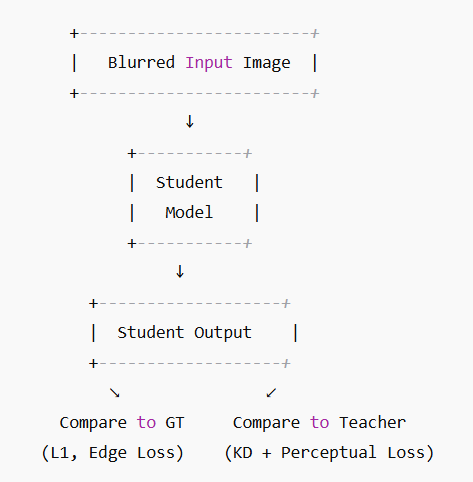 Blurred Input Image
↓
Student
Model
↓
Student Output
↘ ↙
Compare to GT Compare to Teacher
(L1, Edge Loss) (KD + Perceptual Loss)